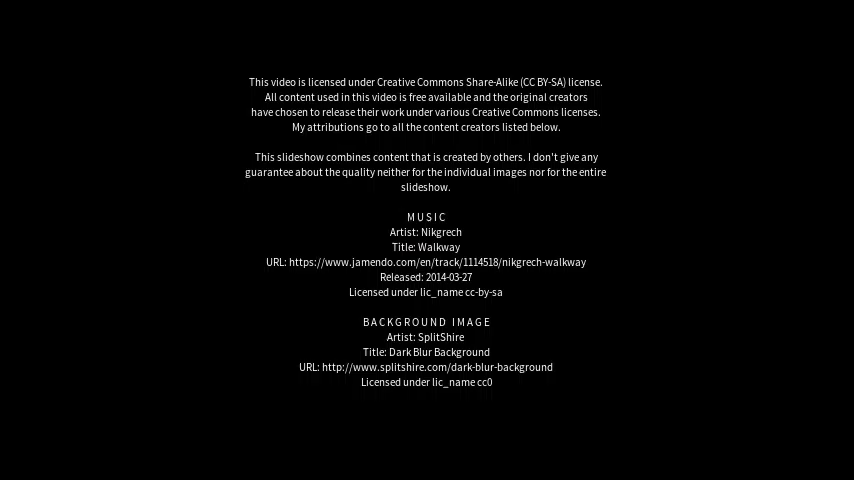 This video is licensed under Creative Commons Share-Alike (CC BY-SA) license.
All content used in this video is free available and the original creators
have chosen to release their work under various Creative Commons licenses.
My attributions go to all the content creators listed below.
This slideshow combines content that is created by others. I don't give any
guarantee about the quality neither for the individual images nor for the entire
slideshow.
MUSIC
Artist: Nikgrech
Title: Walkway
URL: https://www.jamendo.com/en/track/1114518/nikgrech-walkway
Released: 2014-03-27
Licensed under lic_name cc-by-sa
BACKGROUND IMAGE
Artist: SplitShire
Title: Dark Blur Background
URL: http://www.splitshire.com/dark-blur-background
Licensed under lic_name cc0